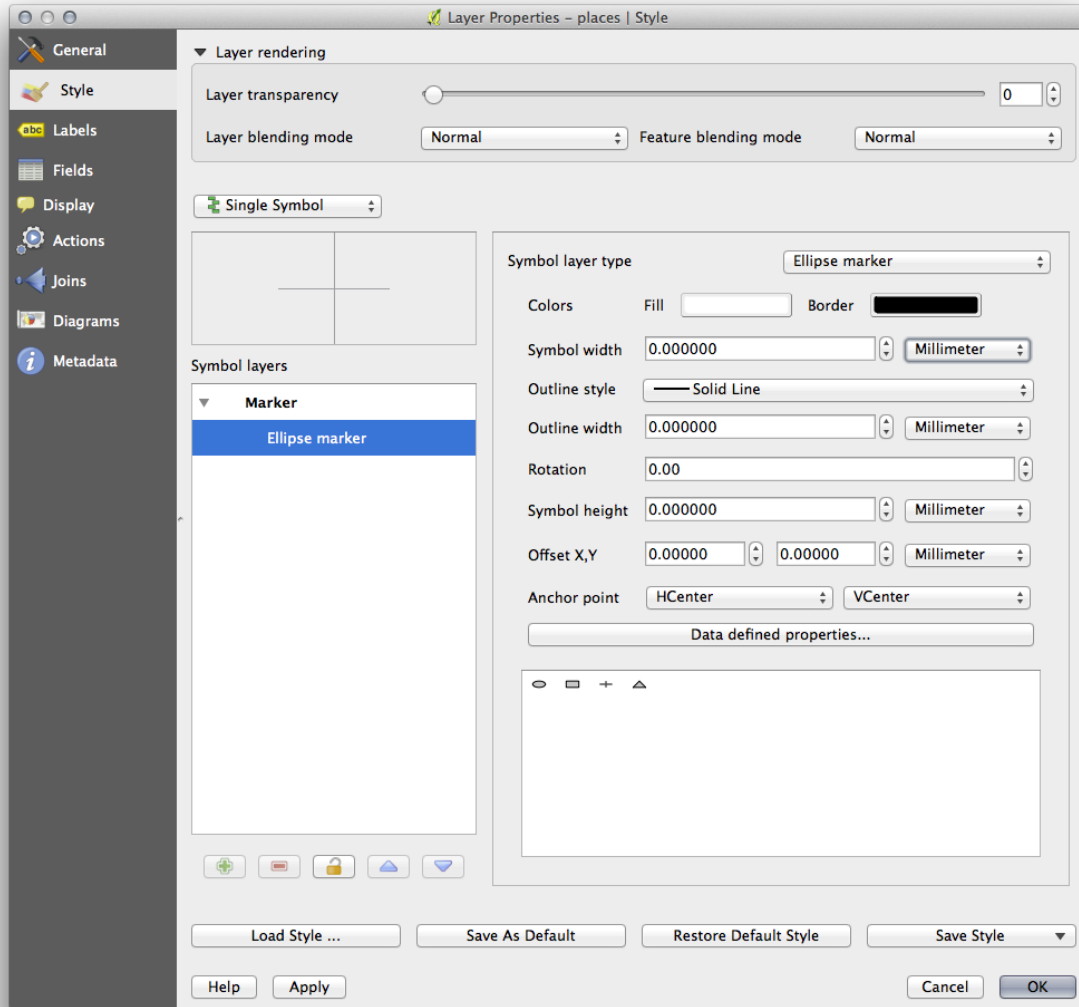 Layer Properties – places | Style
General
Style
abc Labels
Fields
Display
Actions
Joins
Diagrams
Metadata
Layer rendering
Layer transparency 0
Layer blending mode Normal Feature blending mode Normal
Single Symbol
Symbol layers
Marker
Ellipse marker
Symbol layer type Ellipse marker
Colors Fill Border
Symbol width 0.000000 Millimeter
Outline style Solid Line
Outline width 0.000000 Millimeter
Rotation 0.00
Symbol height 0.000000 Millimeter
Offset X,Y 0.00000 0.00000 Millimeter
Anchor point HCenter VCenter
Data defined properties...
Load Style ... Save As Default Restore Default Style Save Style
Help Apply Cancel OK